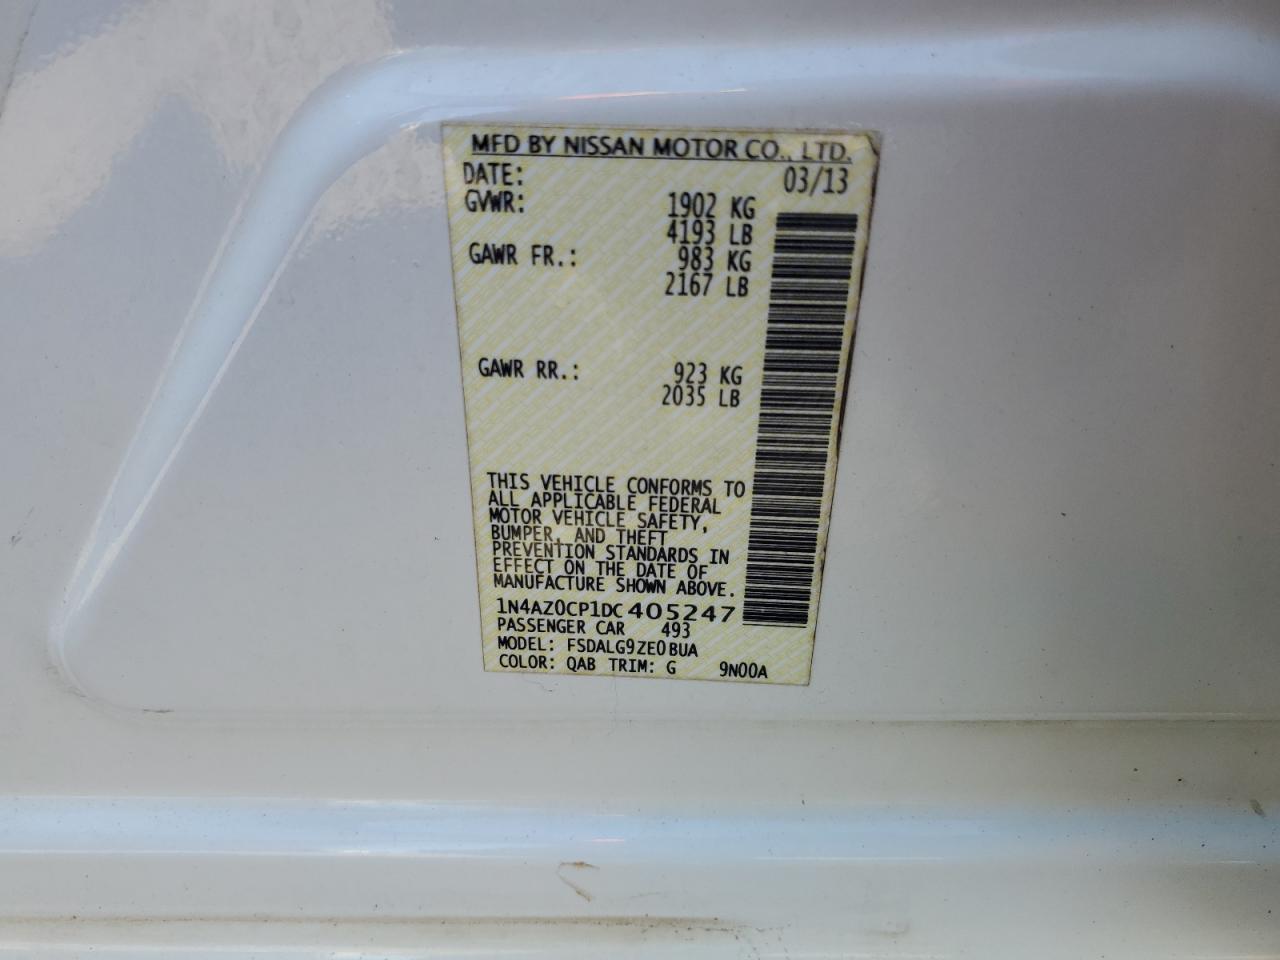 MFD BY NISSAN MOTOR CO., LTD.
DATE: 03/13
GVWR: 1902 KG
4193 LB
GAWR FR.: 983 KG
2167 LB
GAWR RR.: 923 KG
2035 LB
THIS VEHICLE CONFORMS TO
ALL APPLICABLE FEDERAL
MOTOR VEHICLE SAFETY,
BUMPER, AND THEFT
PREVENTION STANDARDS IN
EFFECT ON THE DATE OF
MANUFACTURE SHOWN ABOVE.
1N4AZ0CP1DC405247
PASSENGER CAR 493
MODEL: FSDALG9ZE0BUA
COLOR: QAB TRIM: G 9N00A